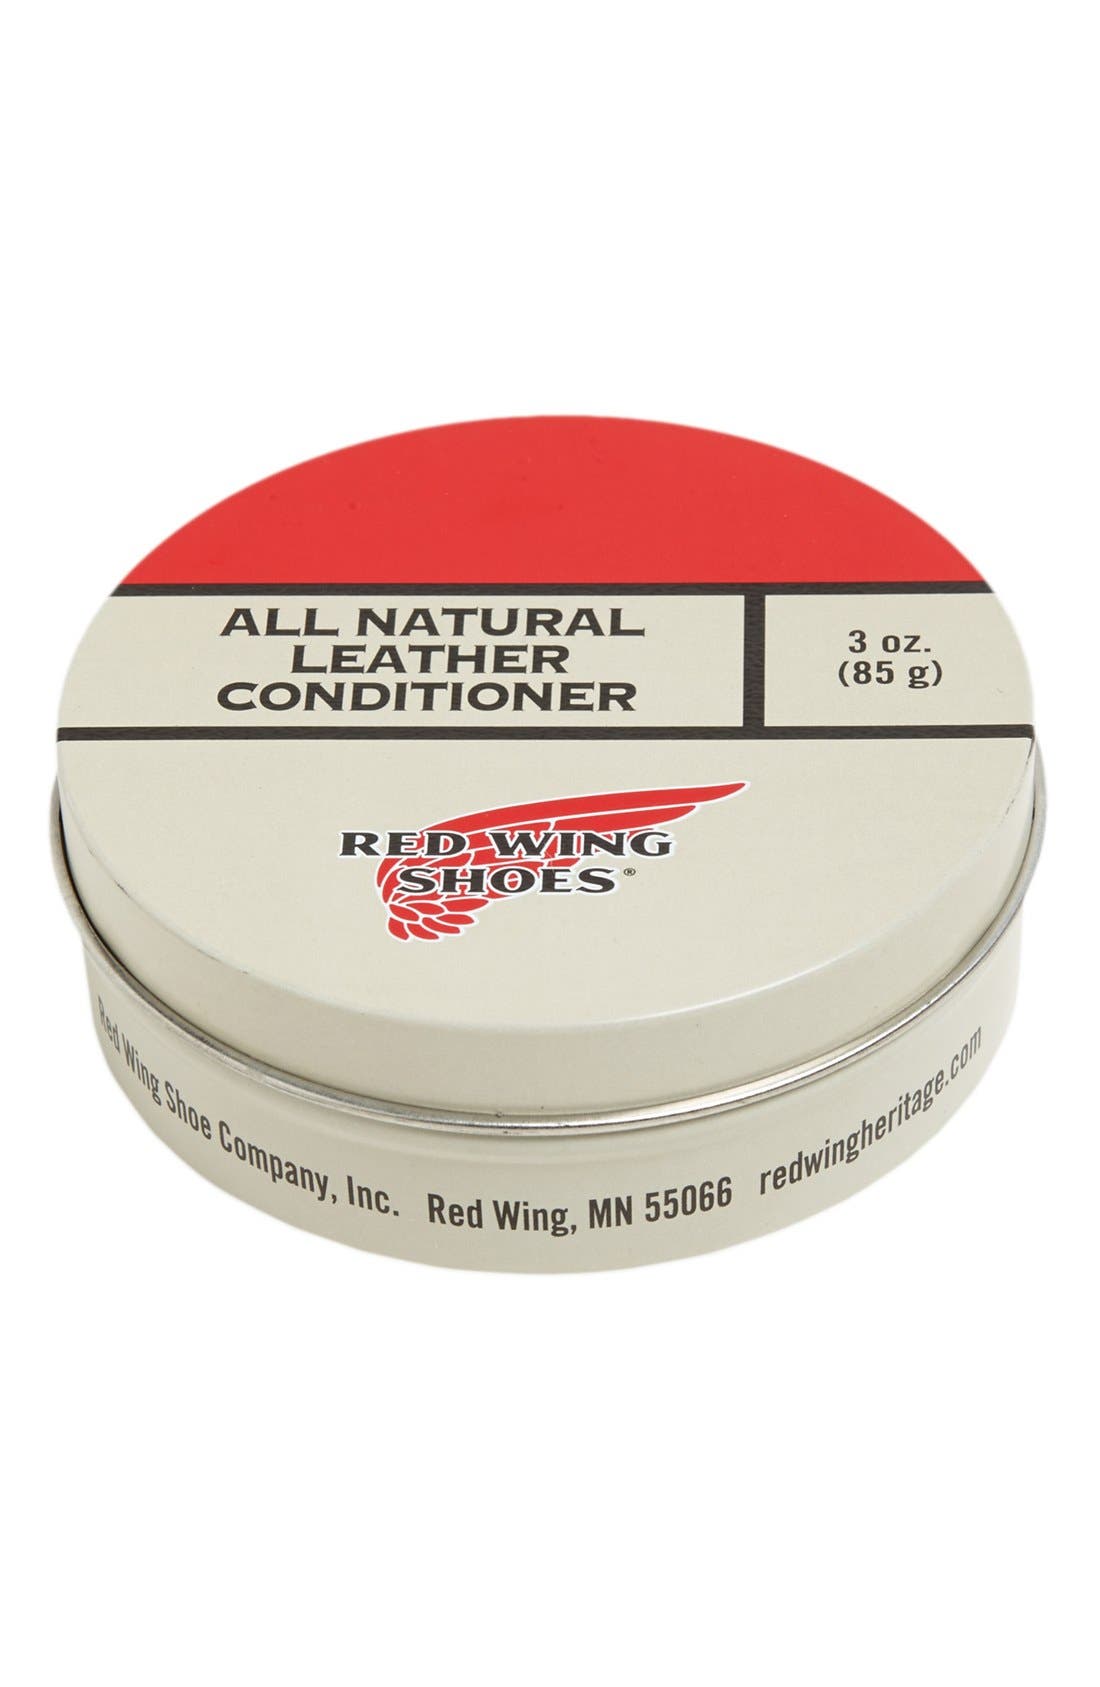 ALL NATURAL
LEATHER
CONDITIONER
3 oz.
(85 g)
RED WING
SHOES®
Red Wing Shoe Company, Inc. Red Wing, MN 55066 redwingheritage.com